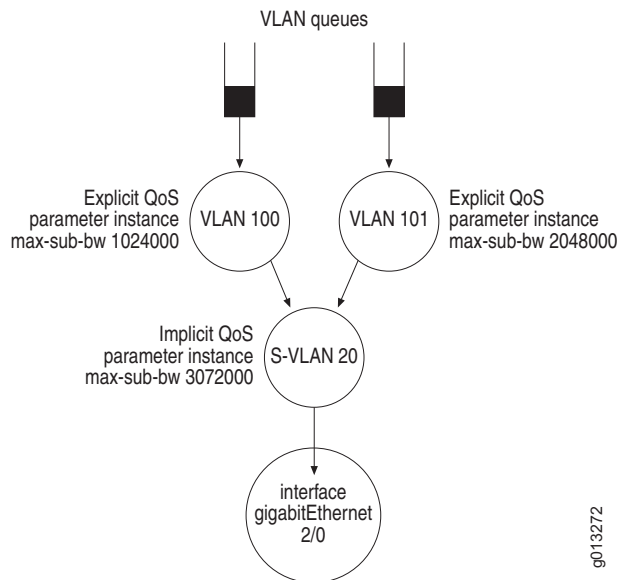 VLAN queues
Explicit QoS
parameter instance
max-sub-bw 1024000
VLAN 100
VLAN 101
Explicit QoS
parameter instance
max-sub-bw 2048000
Implicit QoS
parameter instance
max-sub-bw 3072000
S-VLAN 20
interface
gigabitEthernet
2/0
g013272